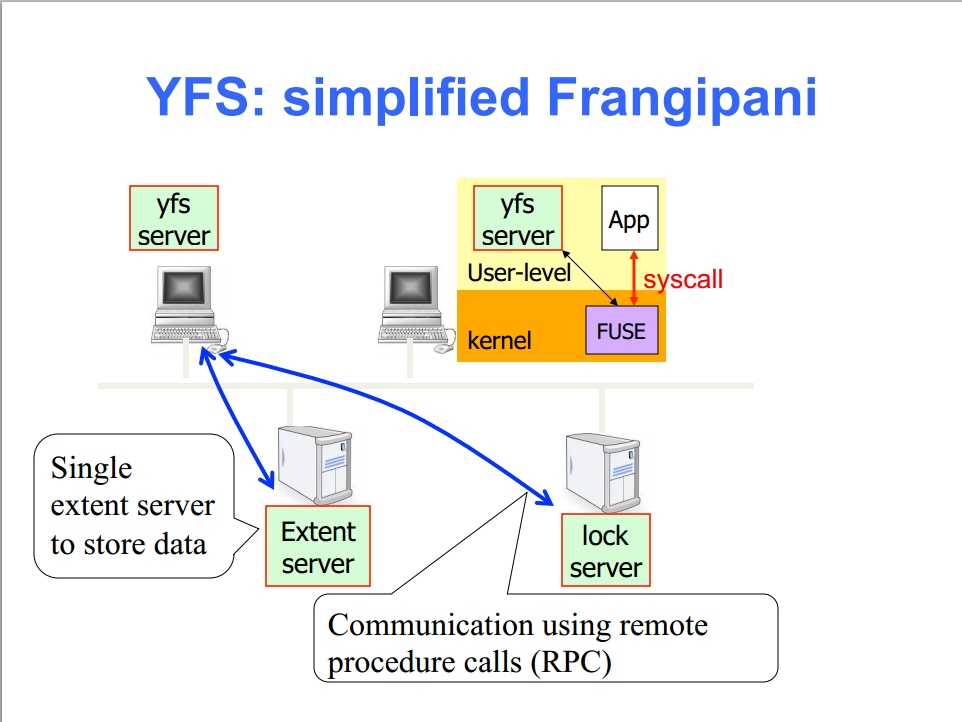 YFS: simplified Frangipani
yfs
server
yfs
server
App
User-level
syscall
kernel
FUSE
Single
extent server
to store data
Extent
server
lock
server
Communication using remote
procedure calls (RPC)